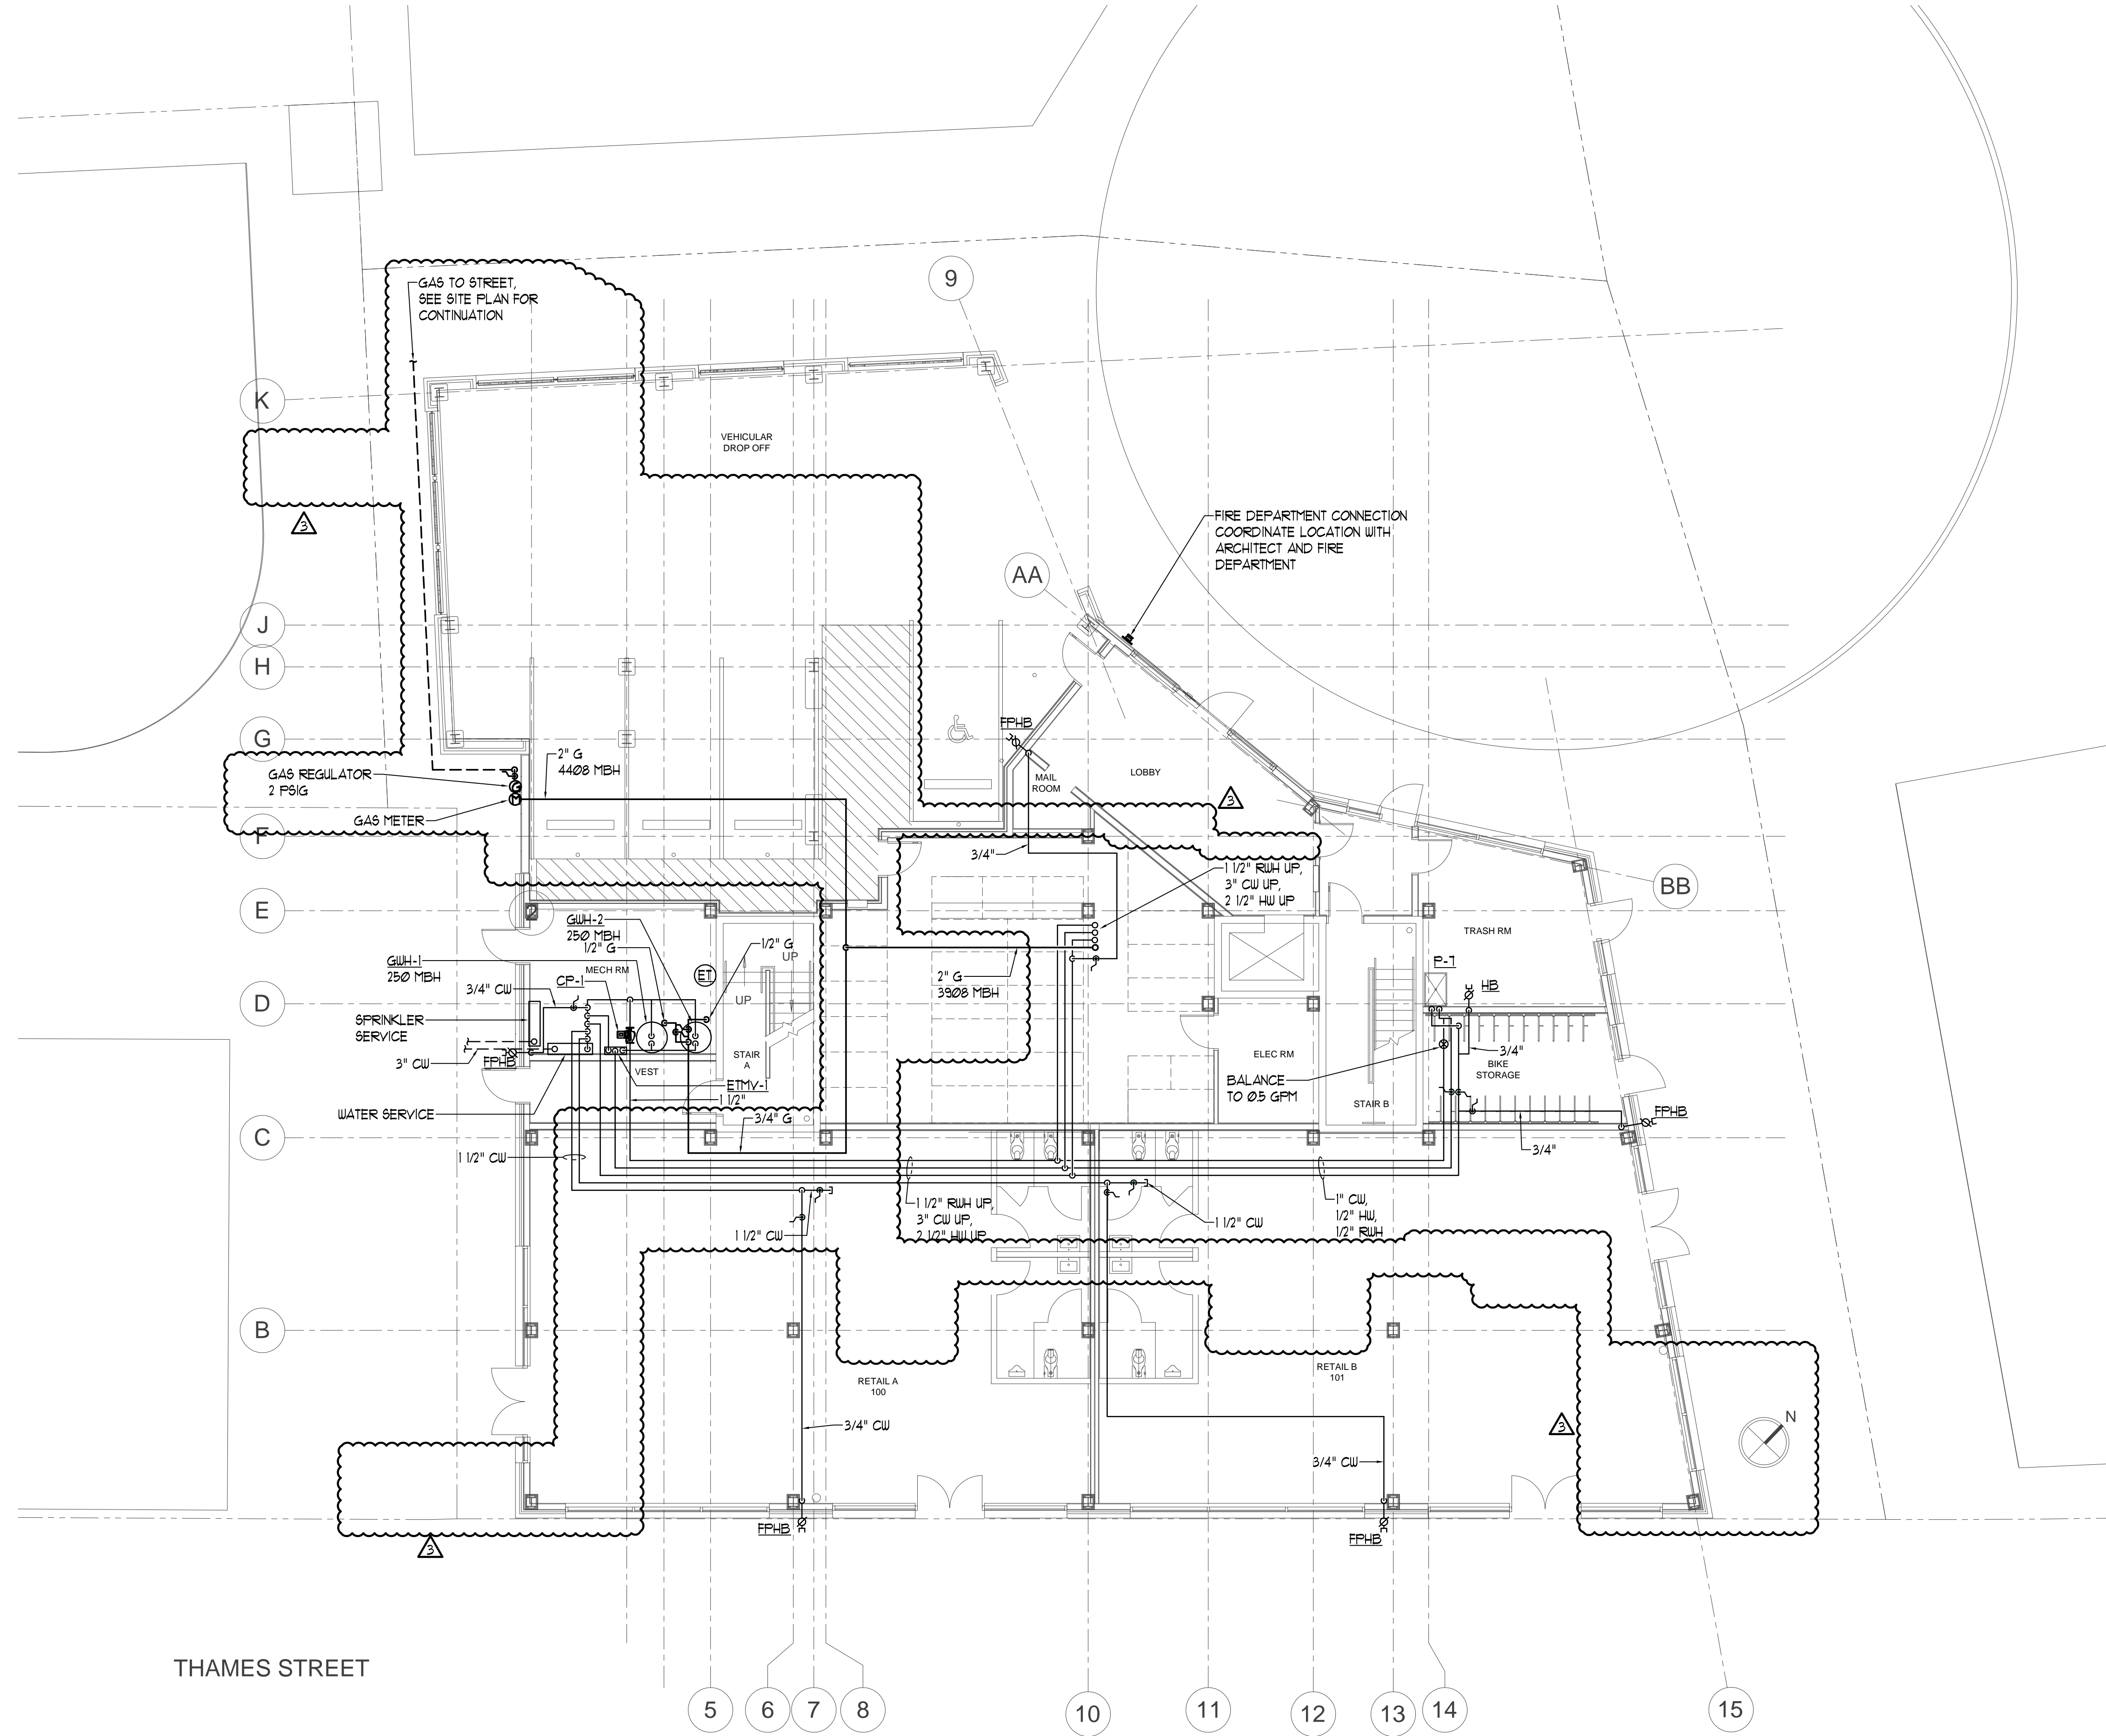 GAS TO STREET,
SEE SITE PLAN FOR
CONTINUATION
9
K
VEHICULAR
DROP OFF
3
FIRE DEPARTMENT CONNECTION
COORDINATE LOCATION WITH
ARCHITECT AND FIRE
DEPARTMENT
AA
J
H
G
FPHB
2" G
4408 MBH
GAS REGULATOR
2 PSIG
GAS METER
MAIL
ROOM
LOBBY
3
F
3/4"
1 1/2" RWH UP,
3" CW UP,
2 1/2" HW UP
BB
E
GWH-2
250 MBH
1/2" G
1/2" G
UP
TRASH RM
GWH-1
250 MBH
MECH RM
ET
CP-1
3/4" CW
UP
2" G
3908 MBH
P-7
HB
D
SPRINKLER
SERVICE
3" CW
FPHB
STAIR
A
VEST
ETMV-1
1 1/2"
ELEC RM
3/4"
BIKE
STORAGE
BALANCE
TO 0.5 GPM
STAIR B
WATER SERVICE
3/4" G
FPHB
C
3/4"
1 1/2" CW
1 1/2" RWH UP,
3" CW UP,
2 1/2" HW UP
1" CW,
1/2" HW,
1/2" RWH
1 1/2" CW
1 1/2" CW
B
RETAIL A
100
RETAIL B
101
3/4" CW
3
N
3/4" CW
FPHB
FPHB
3
THAMES STREET
5
6
7
8
10
11
12
13
14
15